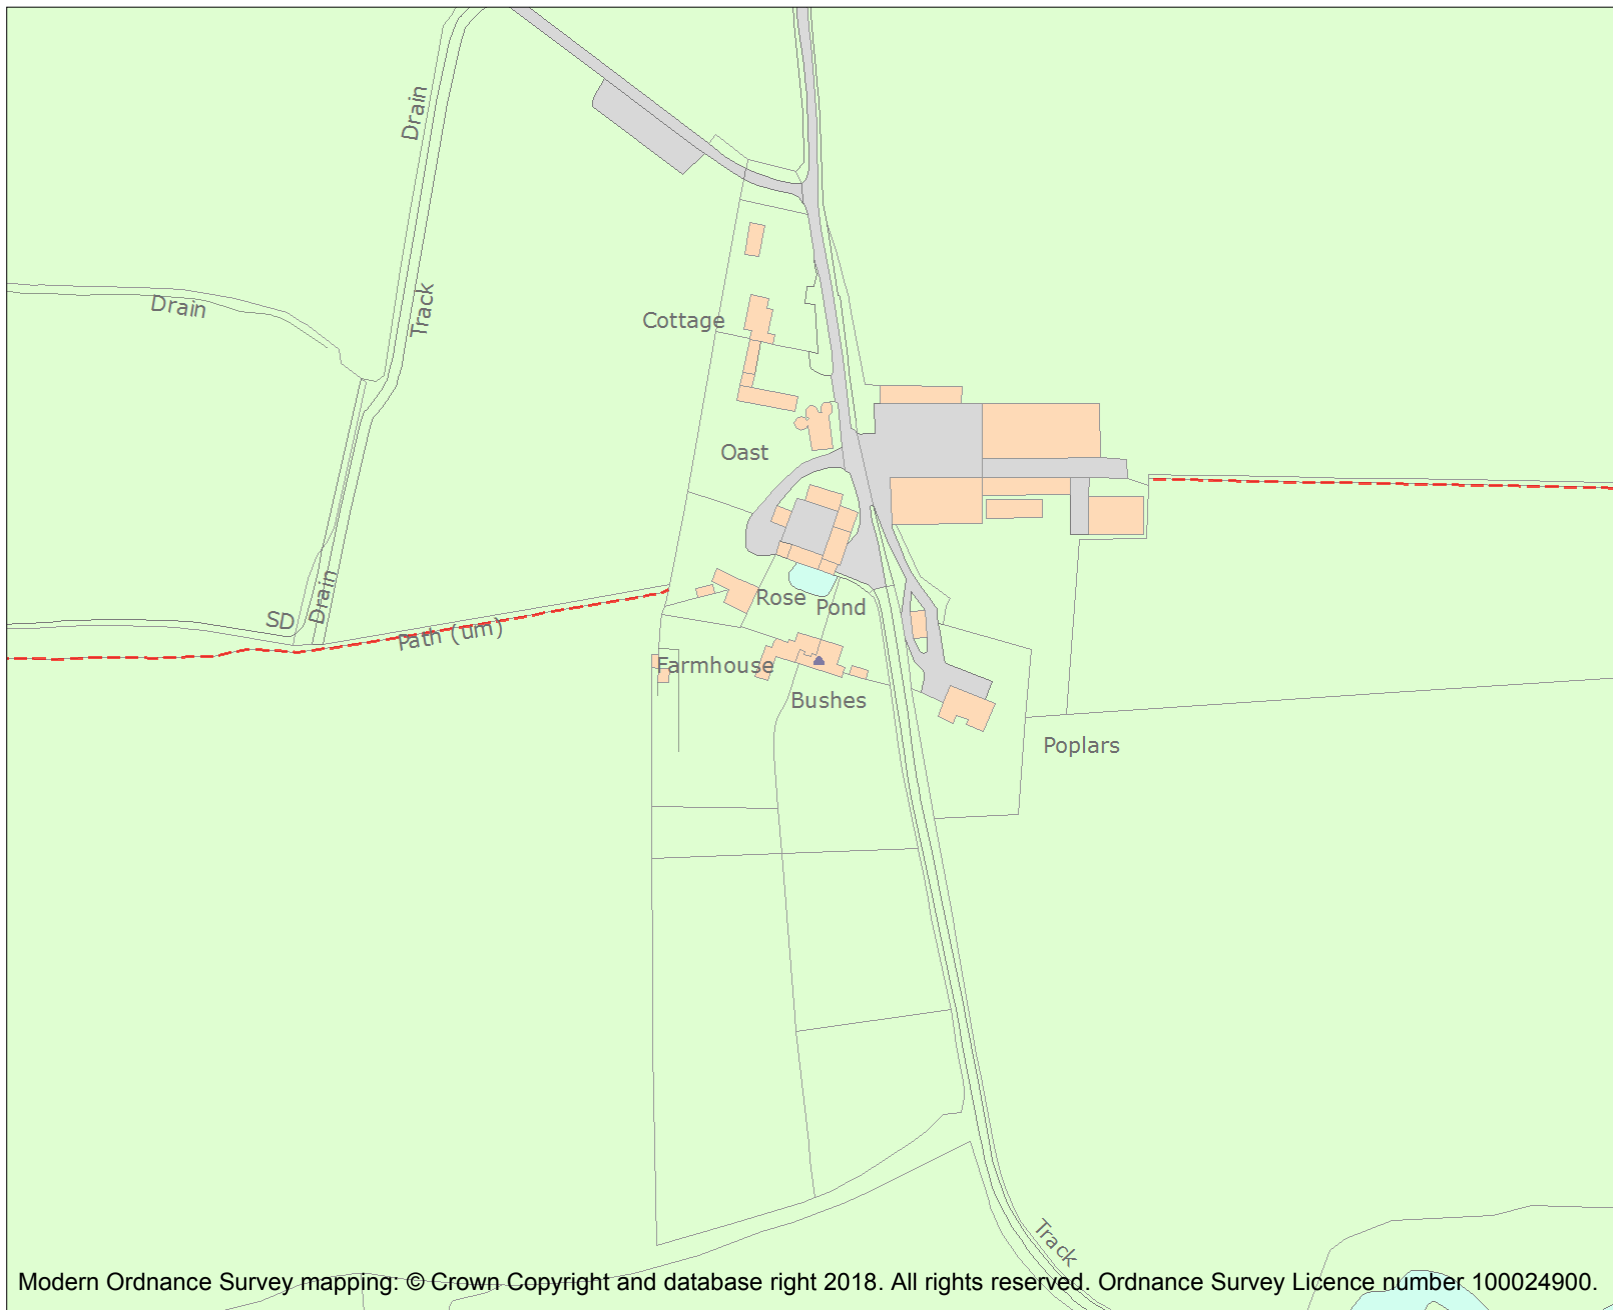 Drain
Drain
Track
Cottage
Oast
SD
Drain
Path (um)
Rose
Pond
Farmhouse
Bushes
Poplars
Track
Modern Ordnance Survey mapping: © Crown Copyright and database right 2018. All rights reserved. Ordnance Survey Licence number 100024900.